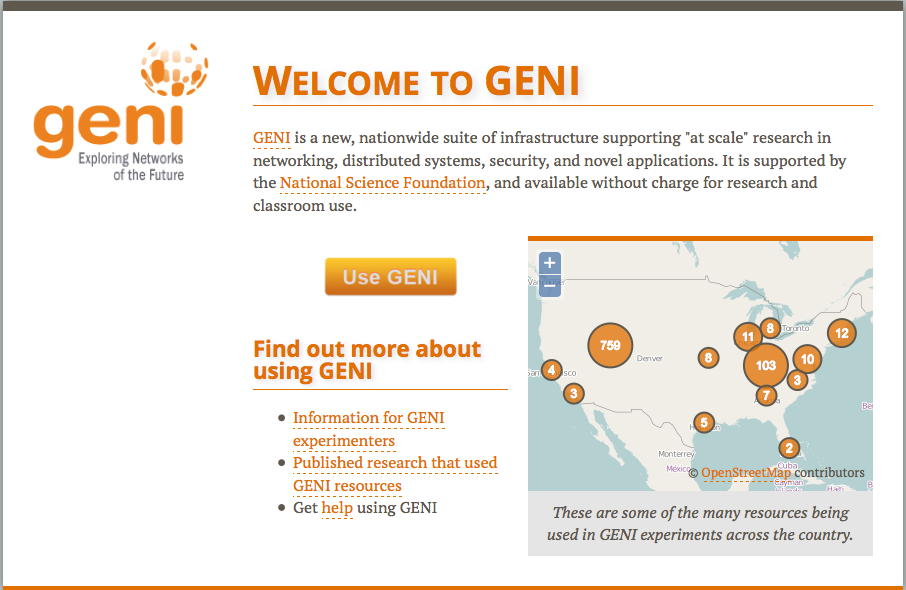 geni
Exploring Networks
of the Future
WELCOME TO GENI
GENI is a new, nationwide suite of infrastructure supporting "at scale" research in
networking, distributed systems, security, and novel applications. It is supported by
the National Science Foundation, and available without charge for research and
classroom use.
Use GENI
Find out more about
using GENI
• Information for GENI
experimenters
• Published research that used
GENI resources
• Get help using GENI
+
−
Toronto
12
8
11
759
8
10
Denver
103
4
3
3
7
5
2
Monterrey
Cuba
México
© OpenStreetMap contributors
Cayman
Haiti
These are some of the many resources being
used in GENI experiments across the country.